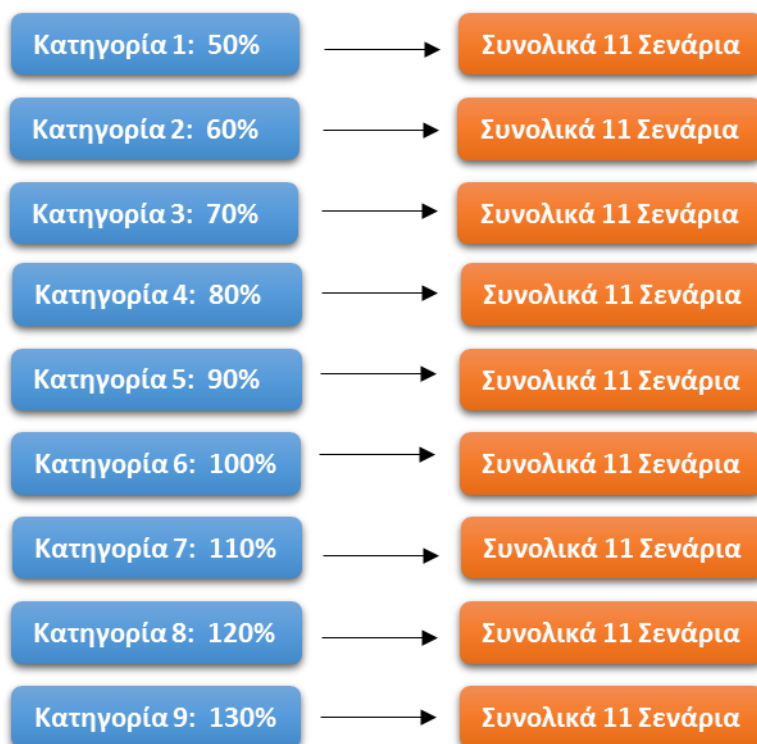 Κατηγορία 1: 50% Συνολικά 11 Σενάρια
Κατηγορία 2: 60% Συνολικά 11 Σενάρια
Κατηγορία 3: 70% Συνολικά 11 Σενάρια
Κατηγορία 4: 80% Συνολικά 11 Σενάρια
Κατηγορία 5: 90% Συνολικά 11 Σενάρια
Κατηγορία 6: 100% Συνολικά 11 Σενάρια
Κατηγορία 7: 110% Συνολικά 11 Σενάρια
Κατηγορία 8: 120% Συνολικά 11 Σενάρια
Κατηγορία 9: 130% Συνολικά 11 Σενάρια